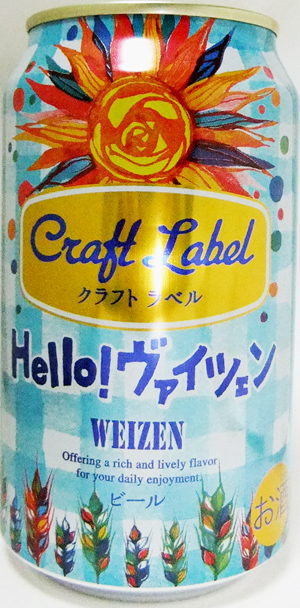 Craft Label
クラフト ラベル
Hello!ヴァイツェン
WEIZEN
Offering a rich and lively flavor
for your daily enjoyment.
ビール
お酒